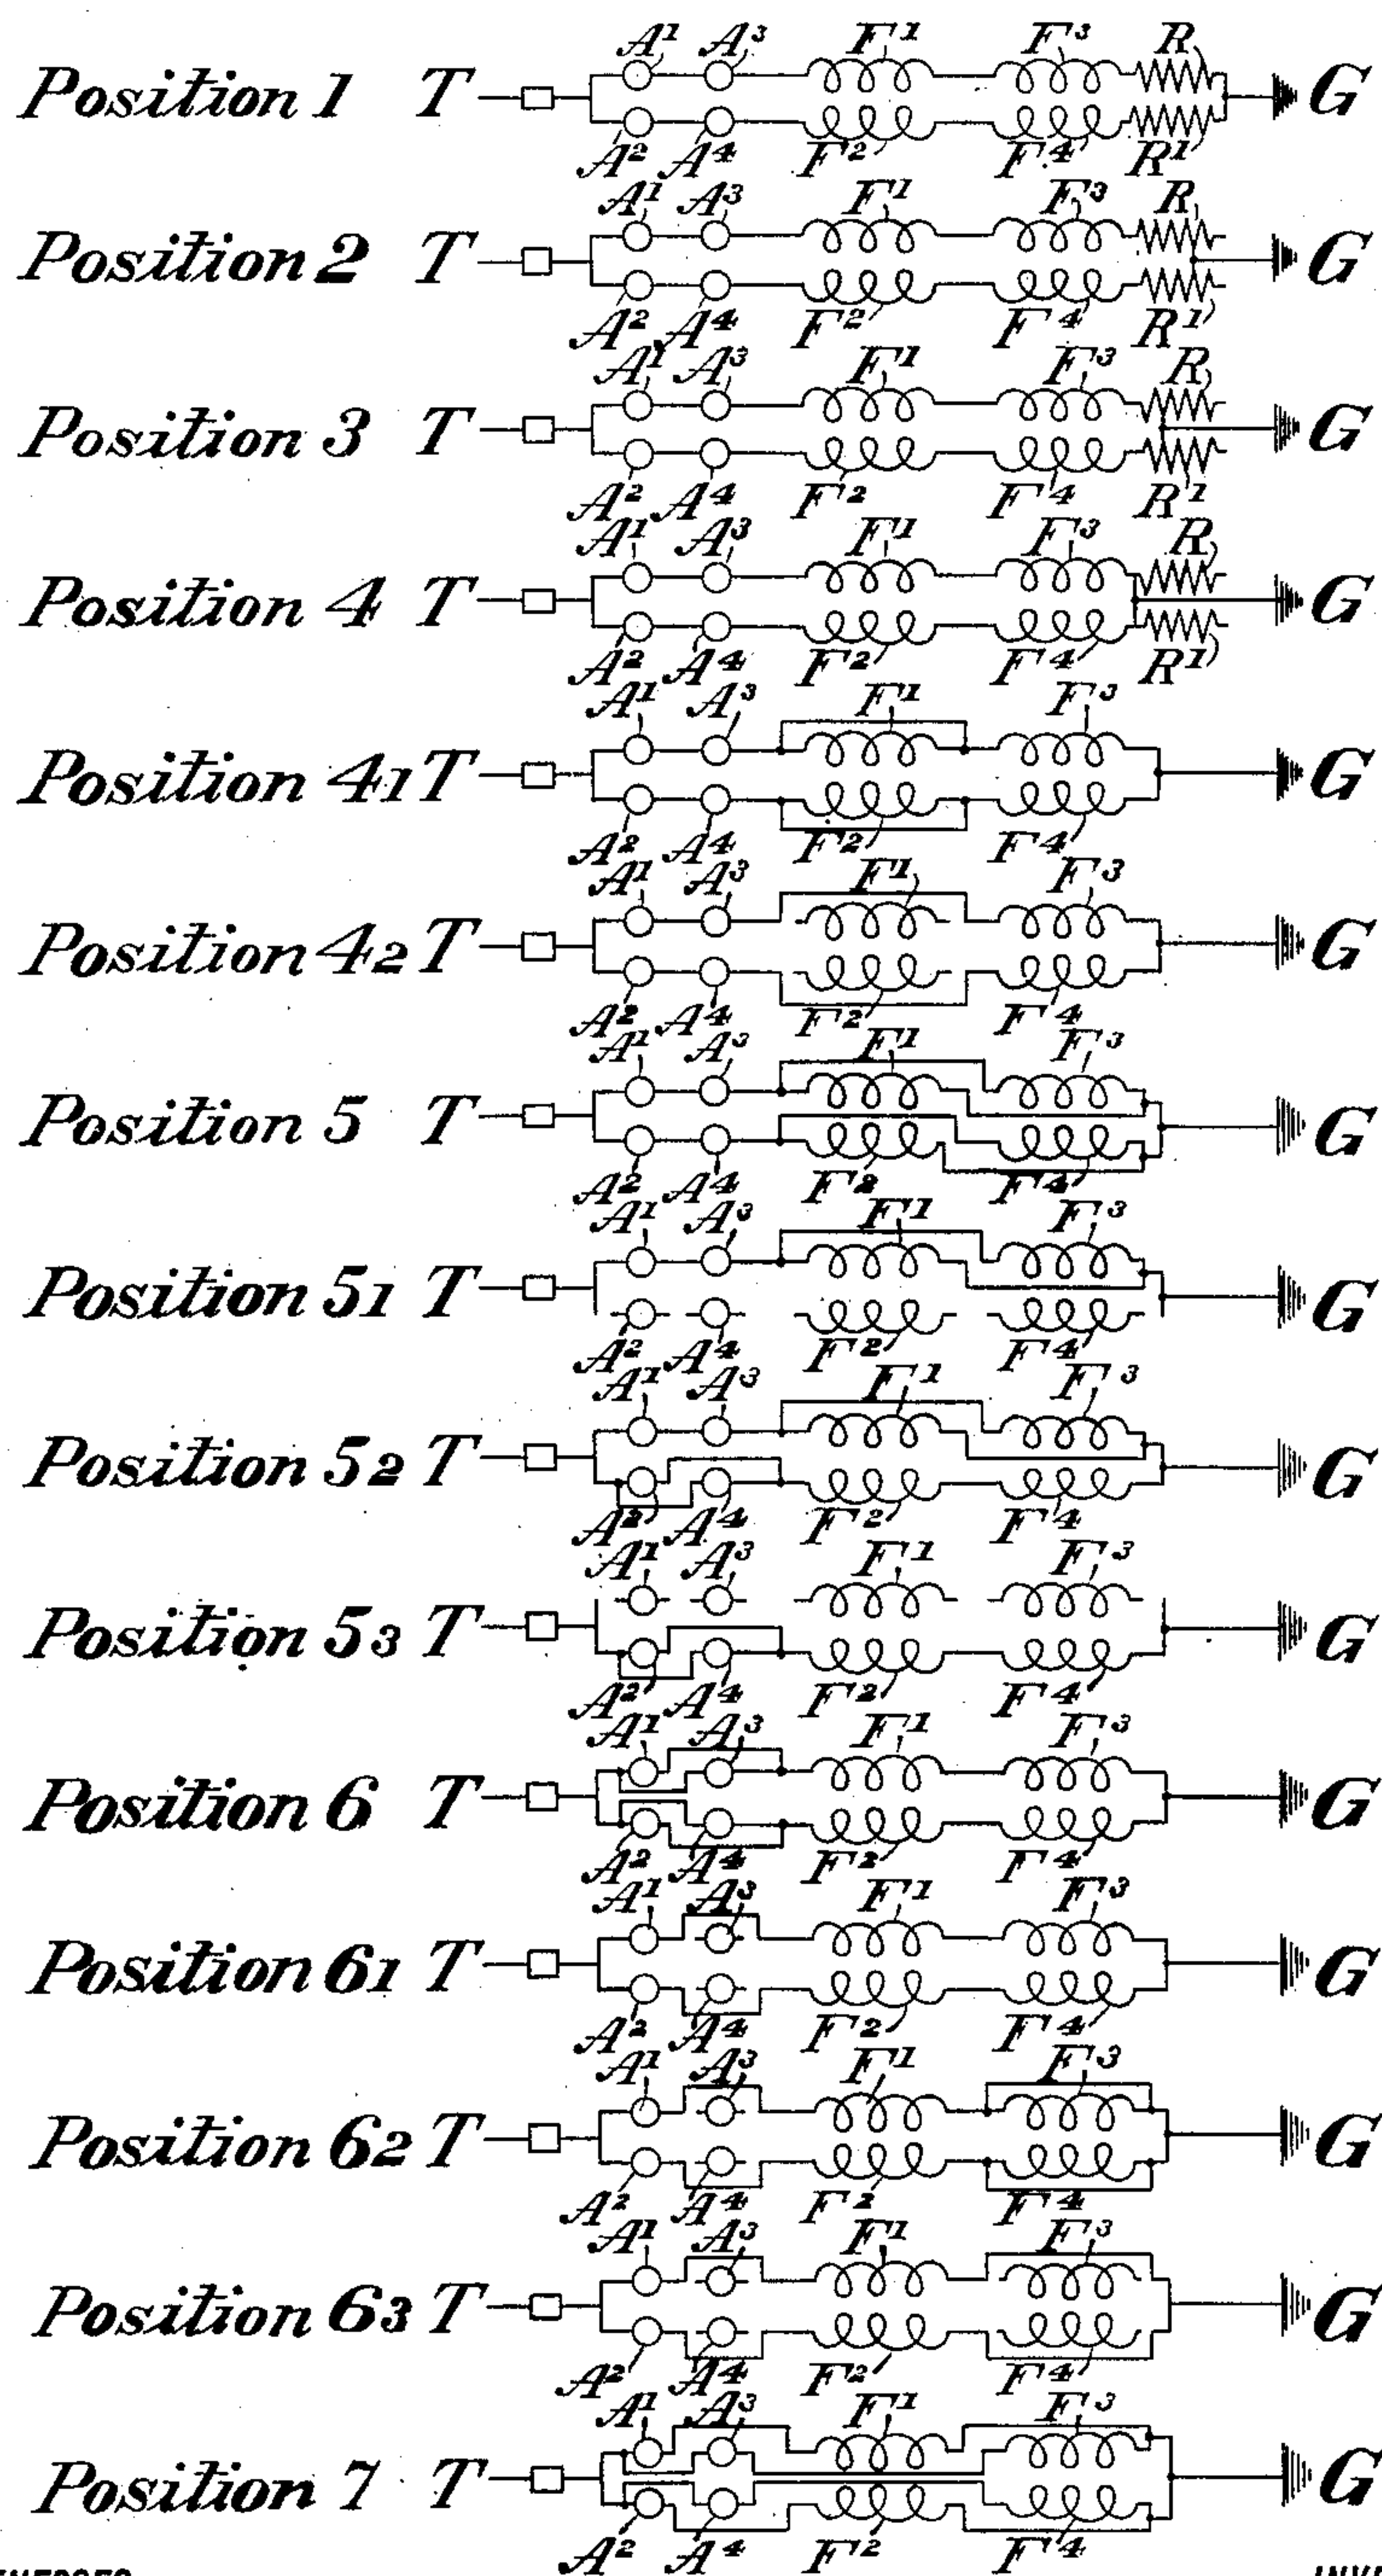 A¹ A³ F¹ F³ R
Position 1 T G
A² A⁴ F² F⁴ R¹
A¹ A³ F¹ F³ R
Position 2 T G
A² A⁴ F² F⁴ R¹
A¹ A³ F¹ F³ R
Position 3 T G
A² A⁴ F² F⁴ R¹
A¹ A³ F¹ F³ R
Position 4 T G
A² A⁴ F² F⁴ R¹
A¹ A³ F¹ F³
Position 41 T G
A² A⁴ F² F⁴
A¹ A³ F¹ F³
Position 42 T G
A² A⁴ F² F⁴
A¹ A³ F¹ F³
Position 5 T G
A² A⁴ F² F⁴
A¹ A³ F¹ F³
Position 51 T G
A² A⁴ F² F⁴
A¹ A³ F¹ F³
Position 52 T G
A² A⁴ F² F⁴
A¹ A³ F¹ F³
Position 53 T G
A² A⁴ F² F⁴
A¹ A³ F¹ F³
Position 6 T G
A² A⁴ F² F⁴
A¹ A³ F¹ F³
Position 61 T G
A² A⁴ F² F⁴
A¹ A³ F¹ F³
Position 62 T G
A² A⁴ F² F⁴
A¹ A³ F¹ F³
Position 63 T G
A² A⁴ F² F⁴
A¹ A³ F¹ F³
Position 7 T G
A² A⁴ F² F⁴